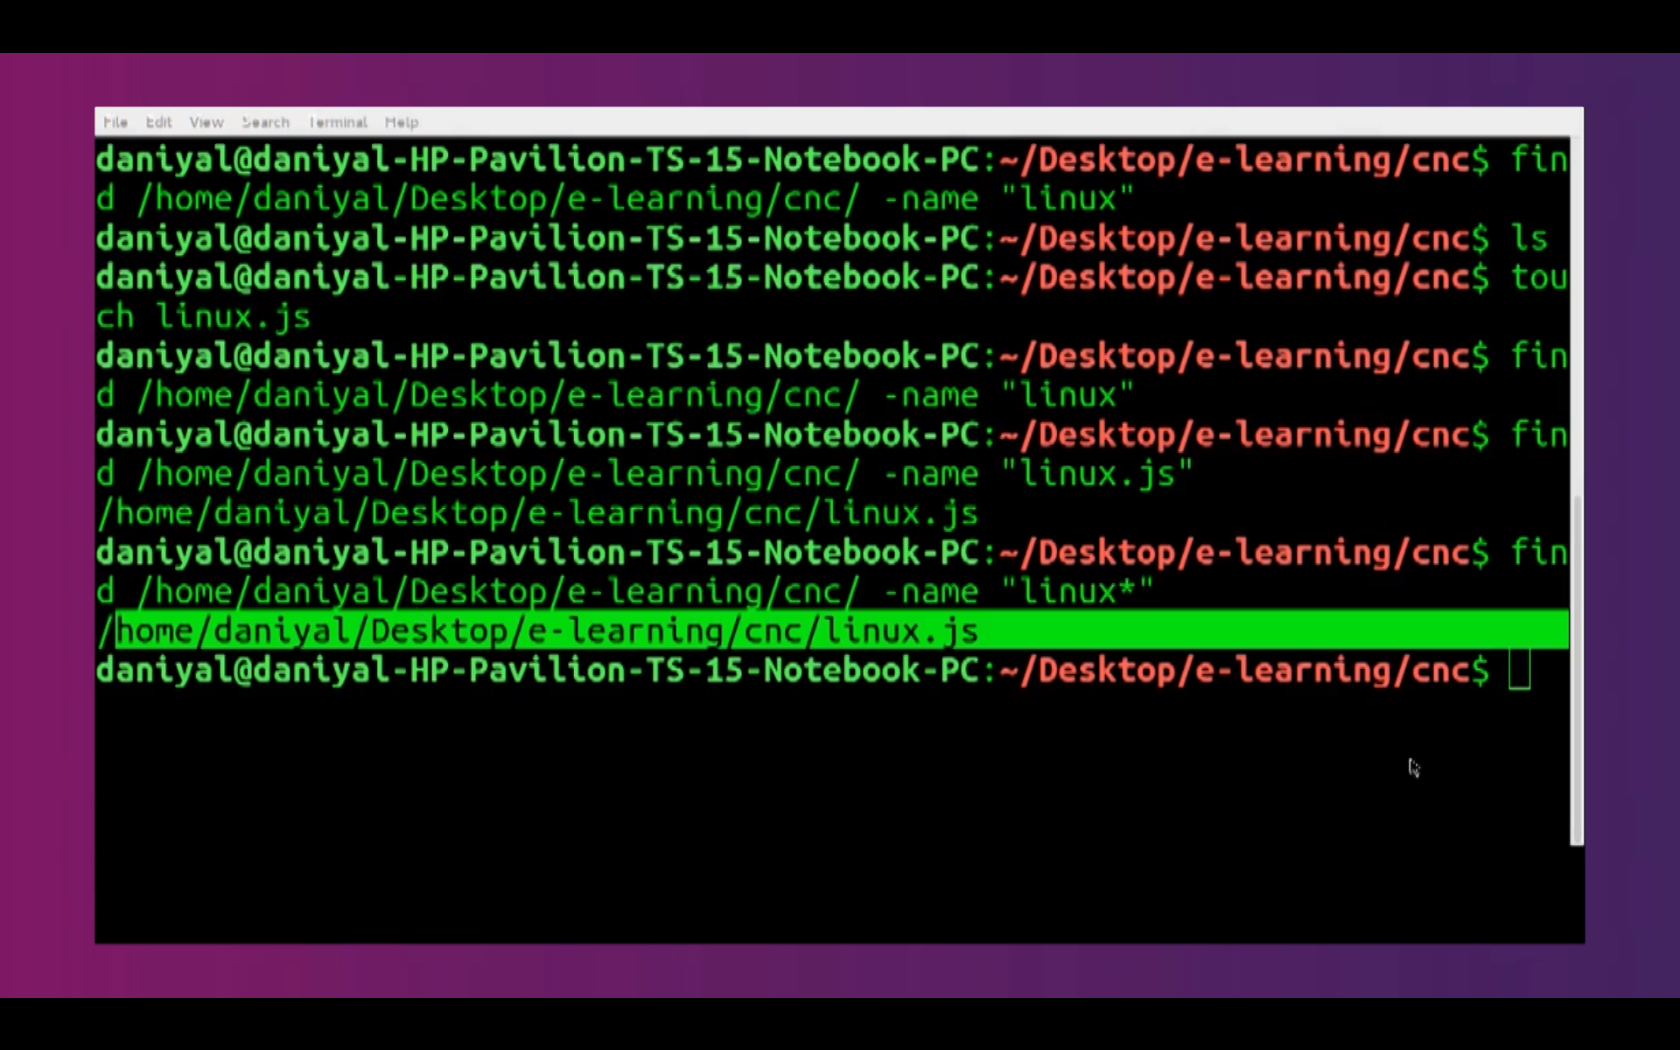 File Edit View Search Terminal Help
daniyal@daniyal-HP-Pavilion-TS-15-Notebook-PC:~/Desktop/e-learning/cnc$ fin
d /home/daniyal/Desktop/e-learning/cnc/ -name "linux"
daniyal@daniyal-HP-Pavilion-TS-15-Notebook-PC:~/Desktop/e-learning/cnc$ ls
daniyal@daniyal-HP-Pavilion-TS-15-Notebook-PC:~/Desktop/e-learning/cnc$ tou
ch linux.js
daniyal@daniyal-HP-Pavilion-TS-15-Notebook-PC:~/Desktop/e-learning/cnc$ fin
d /home/daniyal/Desktop/e-learning/cnc/ -name "linux"
daniyal@daniyal-HP-Pavilion-TS-15-Notebook-PC:~/Desktop/e-learning/cnc$ fin
d /home/daniyal/Desktop/e-learning/cnc/ -name "linux.js"
/home/daniyal/Desktop/e-learning/cnc/linux.js
daniyal@daniyal-HP-Pavilion-TS-15-Notebook-PC:~/Desktop/e-learning/cnc$ fin
d /home/daniyal/Desktop/e-learning/cnc/ -name "linux*"
/home/daniyal/Desktop/e-learning/cnc/linux.js
daniyal@daniyal-HP-Pavilion-TS-15-Notebook-PC:~/Desktop/e-learning/cnc$